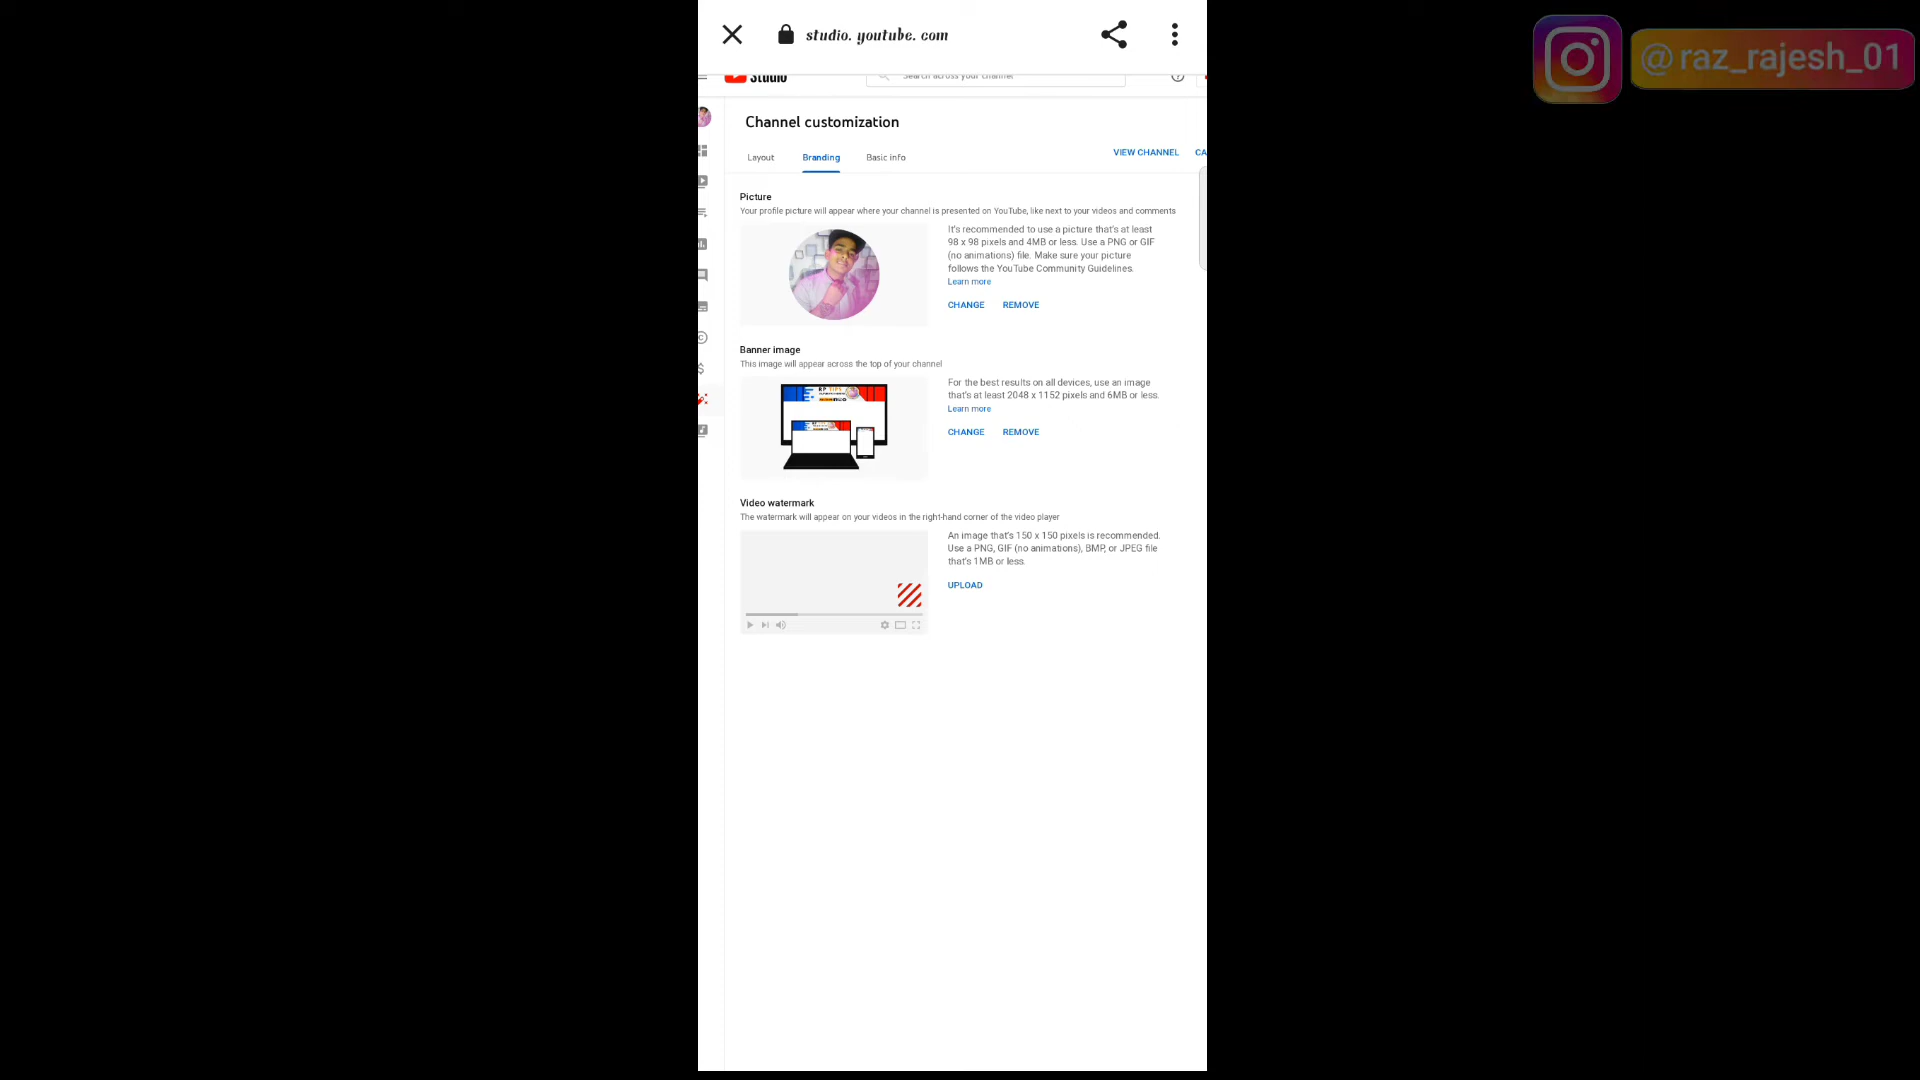 studio. youtube. com
@raz_rajesh_01
Studio
Search across your channel
Channel customization
Layout
Branding
Basic info
VIEW CHANNEL
CA
Picture
Your profile picture will appear where your channel is presented on YouTube, like next to your videos and comments
It's recommended to use a picture that's at least
98 x 98 pixels and 4MB or less. Use a PNG or GIF
(no animations) file. Make sure your picture
follows the YouTube Community Guidelines.
Learn more
CHANGE
REMOVE
Banner image
This image will appear across the top of your channel
RP TIPS
For the best results on all devices, use an image
that's at least 2048 x 1152 pixels and 6MB or less.
Learn more
CHANGE
REMOVE
Video watermark
The watermark will appear on your videos in the right-hand corner of the video player
An image that's 150 x 150 pixels is recommended.
Use a PNG, GIF (no animations), BMP, or JPEG file
that's 1MB or less.
UPLOAD